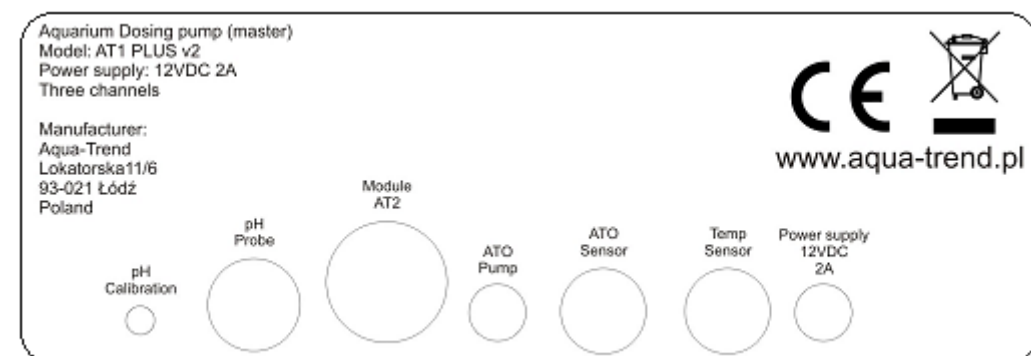 Aquarium Dosing pump (master)
Model: AT1 PLUS v2
Power supply: 12VDC 2A
Three channels
Manufacturer:
Aqua-Trend
Lokatorska11/6
93-021 Łódź
Poland
CE
www.aqua-trend.pl
pH
Calibration
pH
Probe
Module
AT2
ATO
Pump
ATO
Sensor
Temp
Sensor
Power supply
12VDC
2A